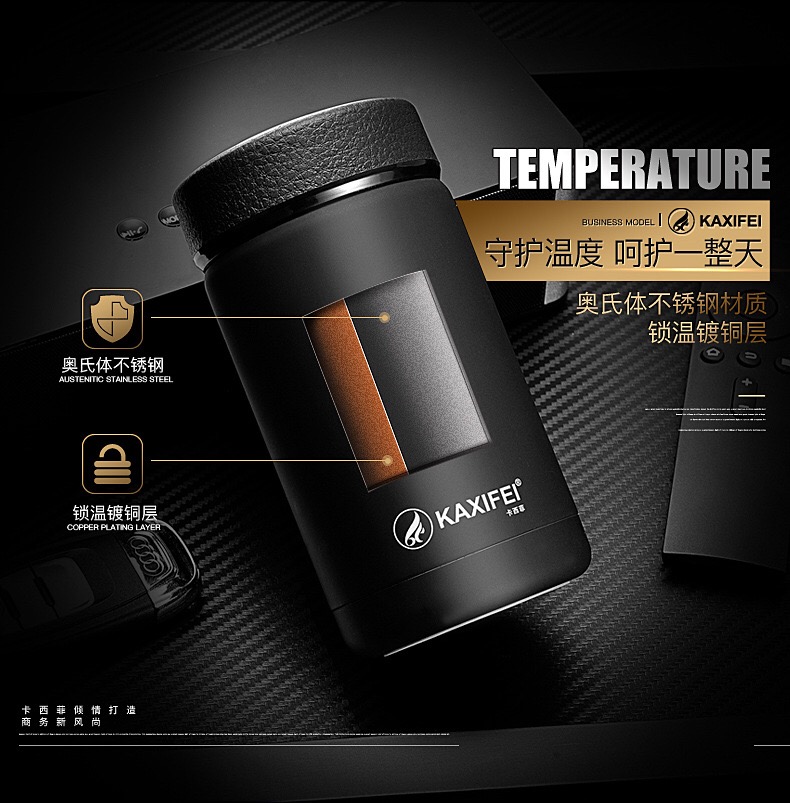 TEMPERATURE
BUSINESS MODEL | KAXIFEI
守护温度 呵护一整天
奥氏体不锈钢材质
锁温镀铜层
奥氏体不锈钢
AUSTENITIC STAINLESS STEEL
锁温镀铜层
COPPER PLATING LAYER
KAXIFEI®
卡西菲
卡西菲倾情打造
商务新风尚